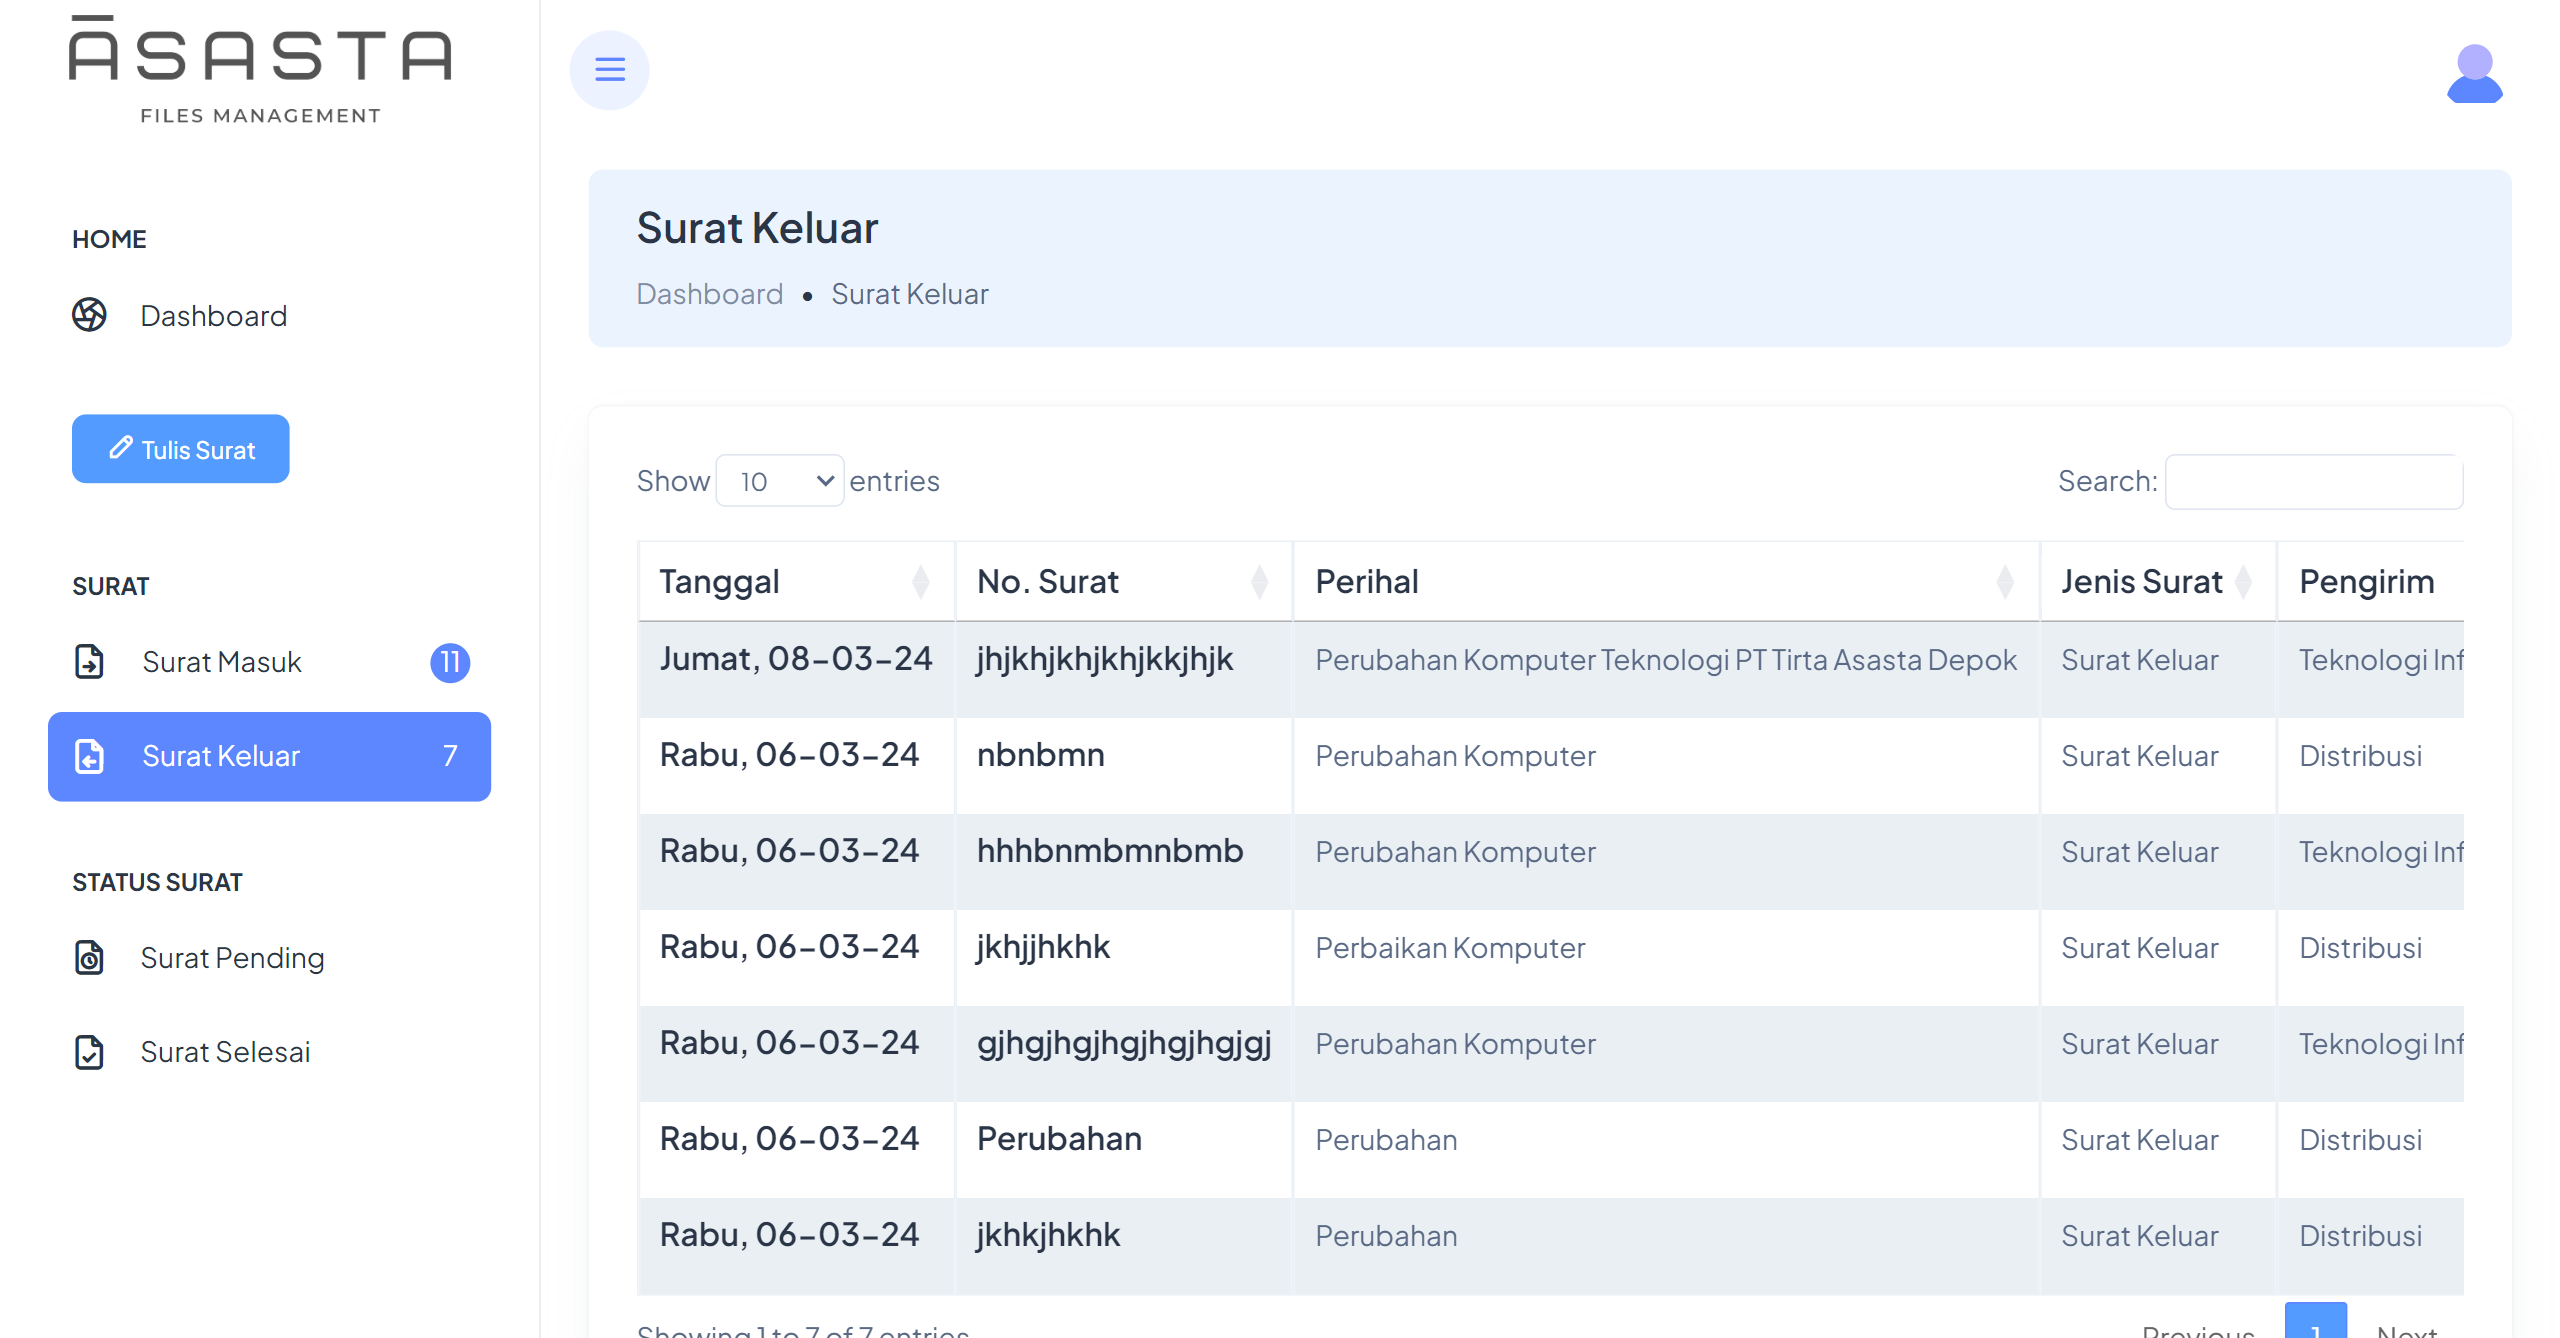 ĀSASTA
FILES MANAGEMENT
HOME
Dashboard
Tulis Surat
SURAT
Surat Masuk 11
Surat Keluar 7
STATUS SURAT
Surat Pending
Surat Selesai
Surat Keluar
Dashboard • Surat Keluar
Show 10 entries Search:
Tanggal No. Surat Perihal Jenis Surat Pengirim
Jumat, 08-03-24 jhjkhjkhjkhjkkjhjk Perubahan Komputer Teknologi PT Tirta Asasta Depok Surat Keluar Teknologi Inf
Rabu, 06-03-24 nbnbmn Perubahan Komputer Surat Keluar Distribusi
Rabu, 06-03-24 hhhbnmbmnbmb Perubahan Komputer Surat Keluar Teknologi Inf
Rabu, 06-03-24 jkhjjhkhk Perbaikan Komputer Surat Keluar Distribusi
Rabu, 06-03-24 gjhgjhgjhgjhgjhgjgj Perubahan Komputer Surat Keluar Teknologi Inf
Rabu, 06-03-24 Perubahan Perubahan Surat Keluar Distribusi
Rabu, 06-03-24 jkhkjhkhk Perubahan Surat Keluar Distribusi
Showing 1 to 7 of 7 entries Previous 1 Next